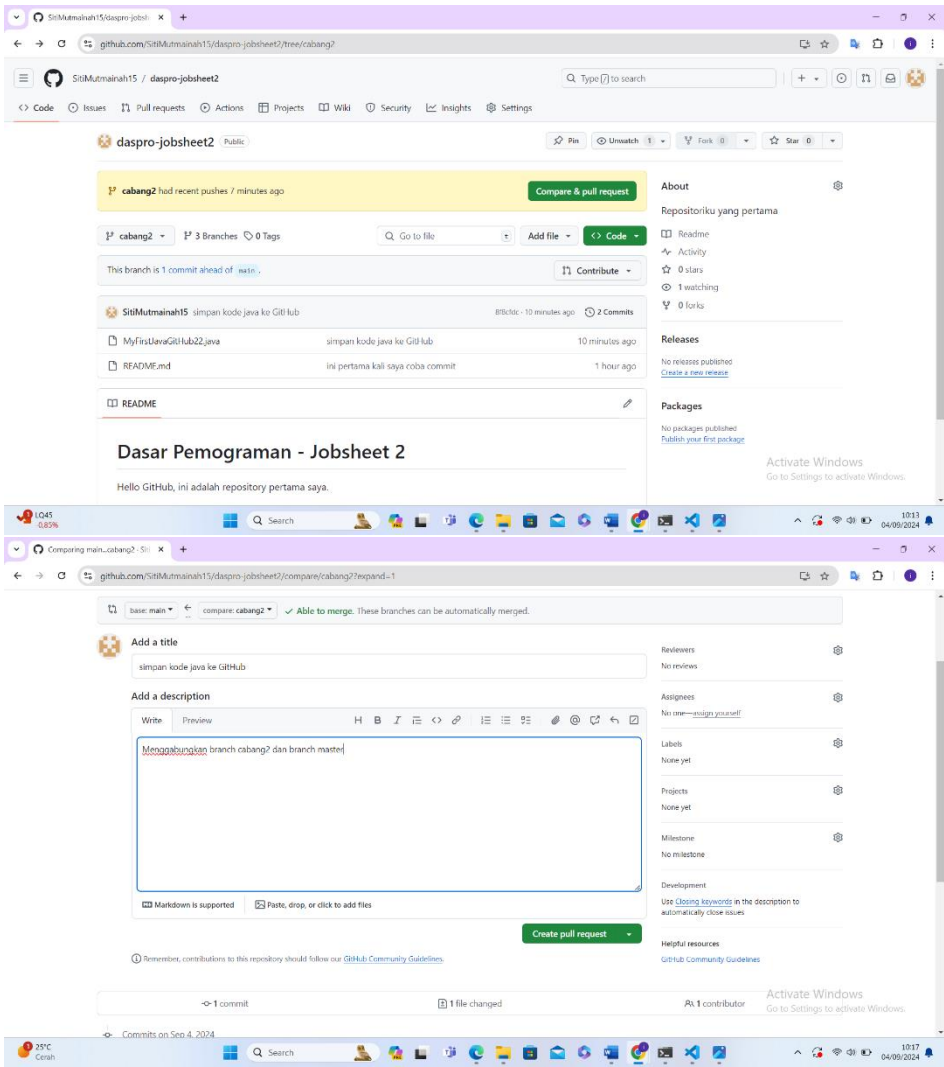 SitiMutmainah15/daspro-jobsh
github.com/SitiMutmainah15/daspro-jobsheet2/tree/cabang2
SitiMutmainah15 / daspro-jobsheet2
Type / to search
Code Issues Pull requests Actions Projects Wiki Security Insights Settings
daspro-jobsheet2 Public
Pin Unwatch 1 Fork 0 Star 0
cabang2 had recent pushes 7 minutes ago
Compare & pull request
About
Repositoriku yang pertama
cabang2 3 Branches 0 Tags
Go to file t Add file Code
Readme
Activity
This branch is 1 commit ahead of main .
Contribute
0 stars
1 watching
0 forks
SitiMutmainah15 simpan kode java ke GitHub
10 minutes ago 2 Commits
MyFirstJavaGitHub22.java simpan kode java ke GitHub 10 minutes ago
README.md ini pertama kali saya coba commit 1 hour ago
Releases
No releases published
Create a new release
README
Packages
No packages published
Publish your first package
Dasar Pemograman - Jobsheet 2
Hello GitHub, ini adalah repository pertama saya.
Activate Windows
Go to Settings to activate Windows.
LQ45
-0,85%
Search
10:13
04/09/2024
Comparing main...cabang2 - Sit
github.com/SitiMutmainah15/daspro-jobsheet2/compare/cabang2?expand=1
base: main compare: cabang2 Able to merge. These branches can be automatically merged.
Add a title
simpan kode java ke GitHub
Add a description
Write Preview
Menggabungkan branch cabang2 dan branch master
Markdown is supported Paste, drop, or click to add files
Create pull request
Remember, contributions to this repository should follow our GitHub Community Guidelines.
Reviewers
No reviews
Assignees
No one—assign yourself
Labels
None yet
Projects
None yet
Milestone
No milestone
Development
Use Closing keywords in the description to
automatically close issues
Helpful resources
GitHub Community Guidelines
1 commit 1 file changed 1 contributor
Activate Windows
Go to Settings to activate Windows.
Commits on Sep 4, 2024
25°C
Cerah
Search
10:17
04/09/2024